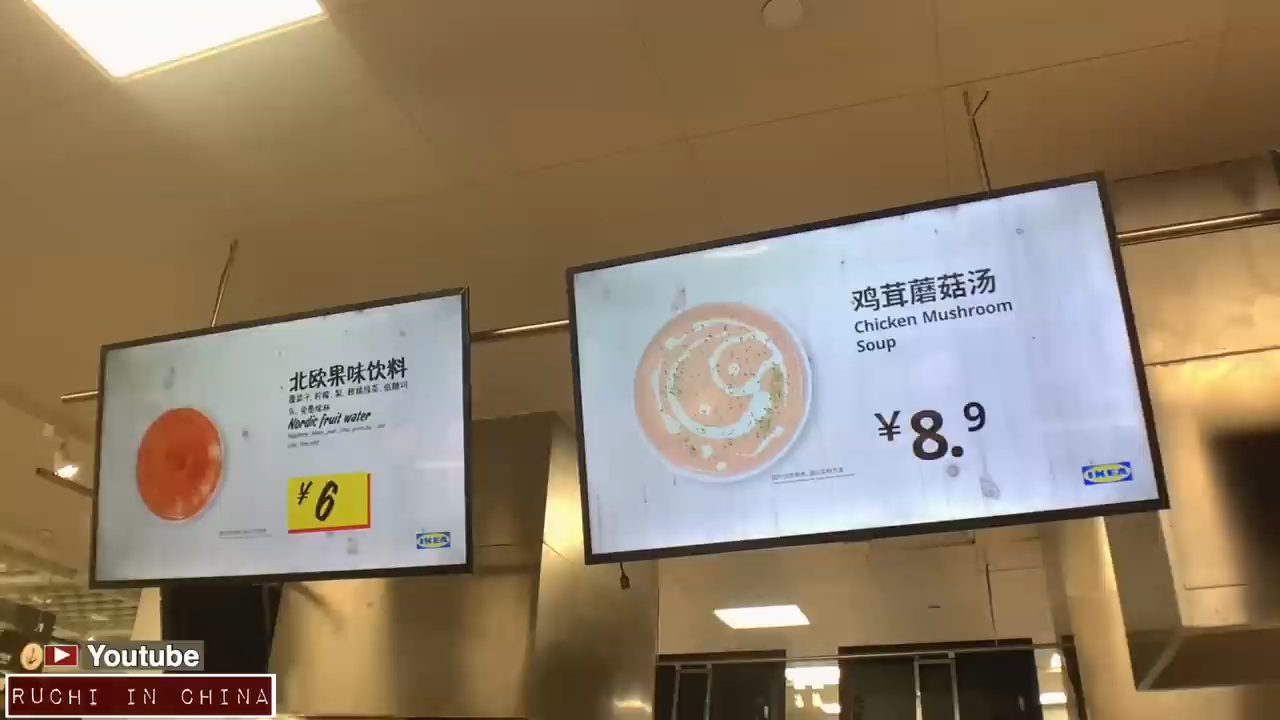 北欧果味饮料
Nordic fruit water
¥6
IKEA
鸡茸蘑菇汤
Chicken Mushroom
Soup
¥8.9
IKEA
Youtube
RUCHI IN CHINA